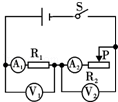 S
A₁ R₁ A₂ P
V₁ R₂ V₂